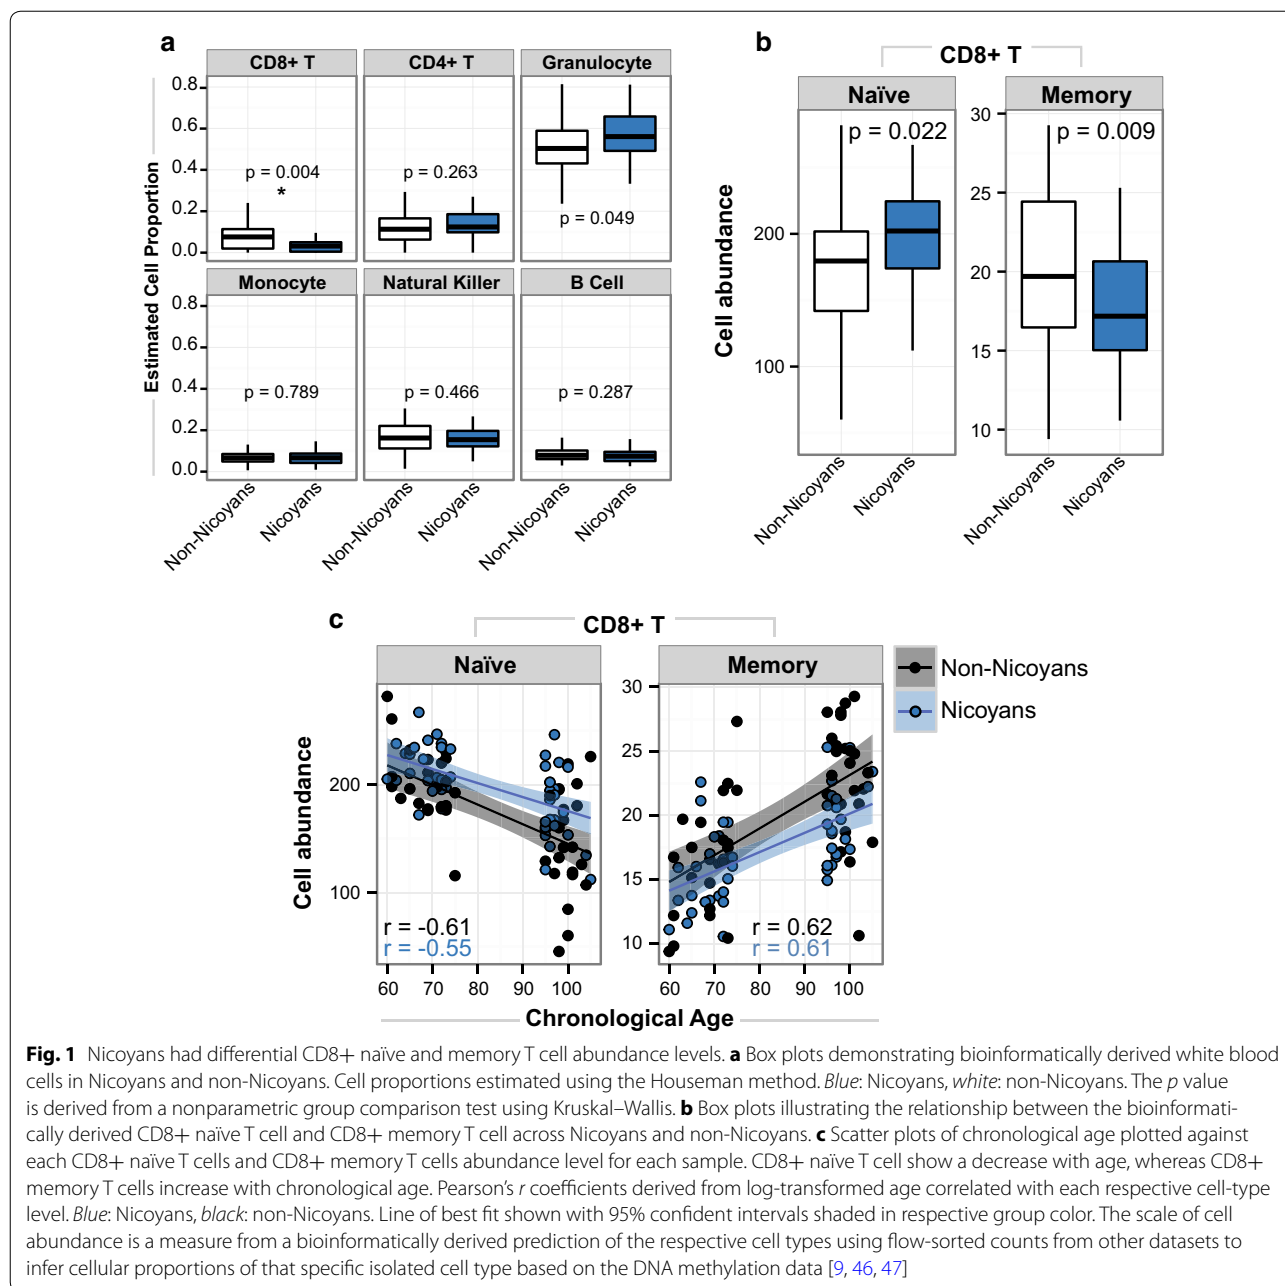 a
CD8+ T
CD4+ T
Granulocyte
Estimated Cell Proportion
0.8
0.6
0.4
0.2
0.0
p = 0.004
*
p = 0.263
p = 0.049
Monocyte
Natural Killer
B Cell
0.8
0.6
0.4
0.2
0.0
p = 0.789
p = 0.466
p = 0.287
Non-Nicoyans
Nicoyans
Non-Nicoyans
Nicoyans
Non-Nicoyans
Nicoyans
b
CD8+ T
Naïve
Memory
Cell abundance
200
100
p = 0.022
30
25
20
15
10
p = 0.009
Non-Nicoyans
Nicoyans
Non-Nicoyans
Nicoyans
c
CD8+ T
Naïve
Memory
Cell abundance
200
100
r = -0.61
r = -0.55
30
25
20
15
10
r = 0.62
r = 0.61
60 70 80 90 100
60 70 80 90 100
Chronological Age
Non-Nicoyans
Nicoyans
Fig. 1 Nicoyans had differential CD8+ naïve and memory T cell abundance levels. a Box plots demonstrating bioinformatically derived white blood
cells in Nicoyans and non-Nicoyans. Cell proportions estimated using the Houseman method. Blue: Nicoyans, white: non-Nicoyans. The p value
is derived from a nonparametric group comparison test using Kruskal–Wallis. b Box plots illustrating the relationship between the bioinformati-
cally derived CD8+ naïve T cell and CD8+ memory T cell across Nicoyans and non-Nicoyans. c Scatter plots of chronological age plotted against
each CD8+ naïve T cells and CD8+ memory T cells abundance level for each sample. CD8+ naïve T cell show a decrease with age, whereas CD8+
memory T cells increase with chronological age. Pearson's r coefficients derived from log-transformed age correlated with each respective cell-type
level. Blue: Nicoyans, black: non-Nicoyans. Line of best fit shown with 95% confident intervals shaded in respective group color. The scale of cell
abundance is a measure from a bioinformatically derived prediction of the respective cell types using flow-sorted counts from other datasets to
infer cellular proportions of that specific isolated cell type based on the DNA methylation data [9, 46, 47]